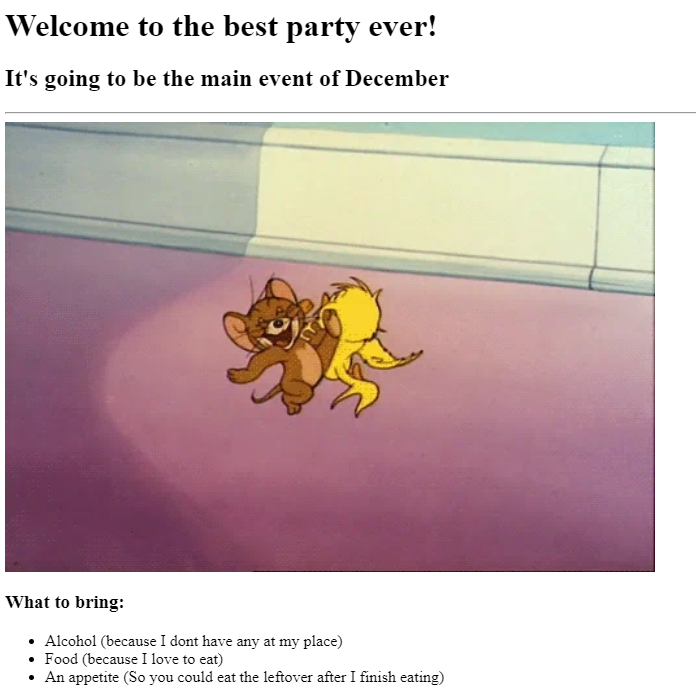 Welcome to the best party ever!
It's going to be the main event of December
What to bring:
Alcohol (because I dont have any at my place)
Food (because I love to eat)
An appetite (So you could eat the leftover after I finish eating)